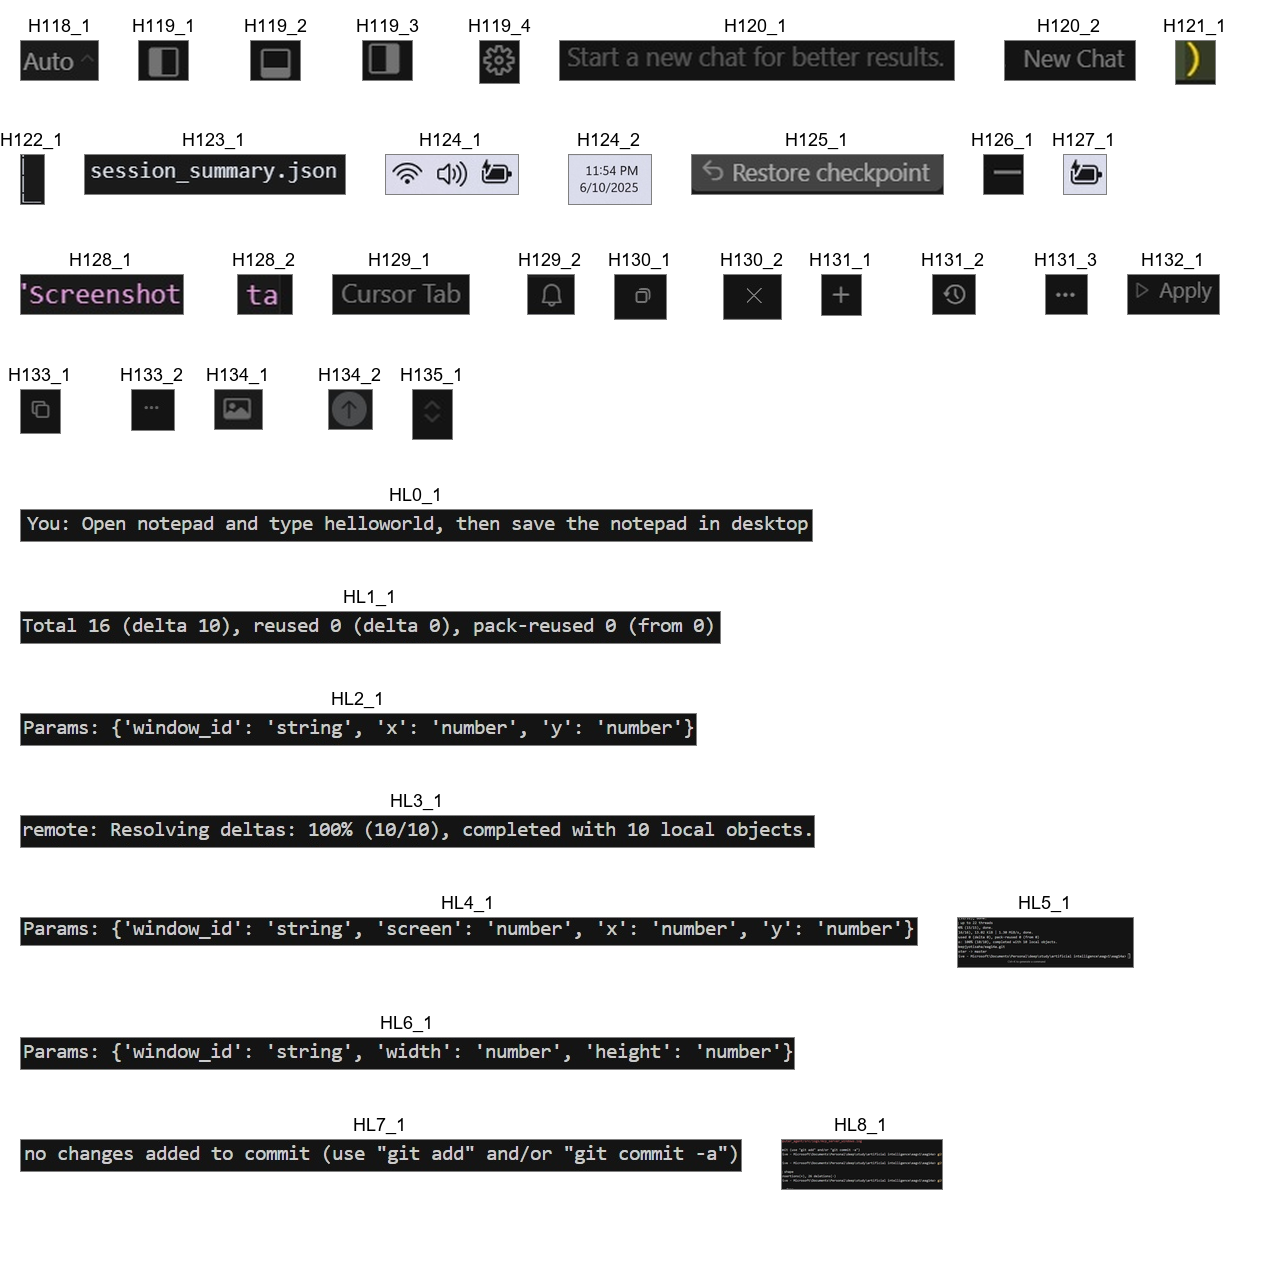 H118_1 H119_1 H119_2 H119_3 H119_4 H120_1 H120_2 H121_1
Auto Start a new chat for better results. New Chat )
H122_1 H123_1 H124_1 H124_2 H125_1 H126_1 H127_1
session_summary.json 11:54 PM Restore checkpoint
6/10/2025
H128_1 H128_2 H129_1 H129_2 H130_1 H130_2 H131_1 H131_2 H131_3 H132_1
'Screenshot ta Cursor Tab Apply
H133_1 H133_2 H134_1 H134_2 H135_1
HL0_1
You: Open notepad and type helloworld, then save the notepad in desktop
HL1_1
Total 16 (delta 10), reused 0 (delta 0), pack-reused 0 (from 0)
HL2_1
Params: {'window_id': 'string', 'x': 'number', 'y': 'number'}
HL3_1
remote: Resolving deltas: 100% (10/10), completed with 10 local objects.
HL4_1 HL5_1
Params: {'window_id': 'string', 'screen': 'number', 'x': 'number', 'y': 'number'}
HL6_1
Params: {'window_id': 'string', 'width': 'number', 'height': 'number'}
HL7_1 HL8_1
no changes added to commit (use "git add" and/or "git commit -a")